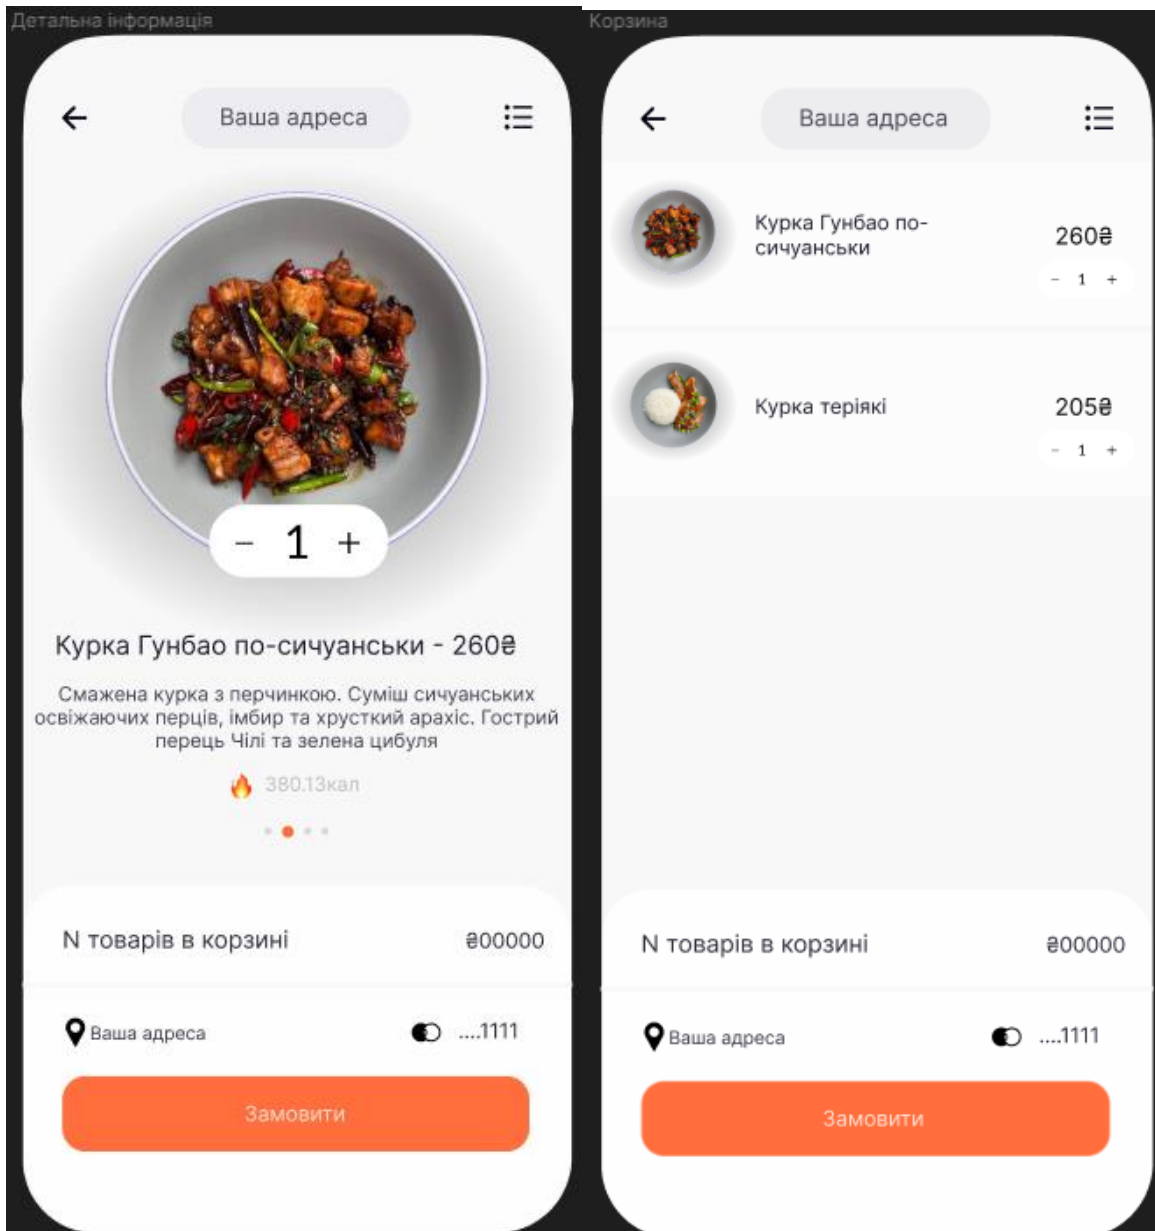 Детальна інформація
Ваша адреса
− 1 +
Курка Гунбао по-сичуанськи - 260₴
Смажена курка з перчинкою. Суміш сичуанських
освіжаючих перців, імбир та хрусткий арахіс. Гострий
перець Чілі та зелена цибуля
380.13кал
N товарів в корзині ₴00000
Ваша адреса ....1111
Замовити
Корзина
Ваша адреса
Курка Гунбао по-
сичуанськи
260₴
− 1 +
Курка теріякі 205₴
− 1 +
N товарів в корзині ₴00000
Ваша адреса ....1111
Замовити